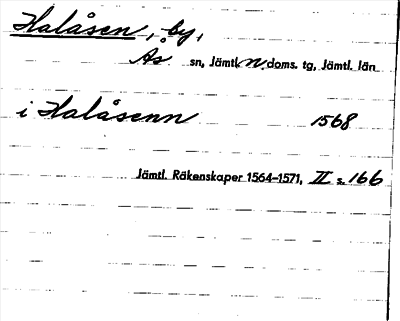 Halåsen, by,
Ås sn, Jämtl. n. doms. tg, Jämtl. län
i Halåsenn 1568
Jämtl. Räkenskaper 1564-1571, II s. 166